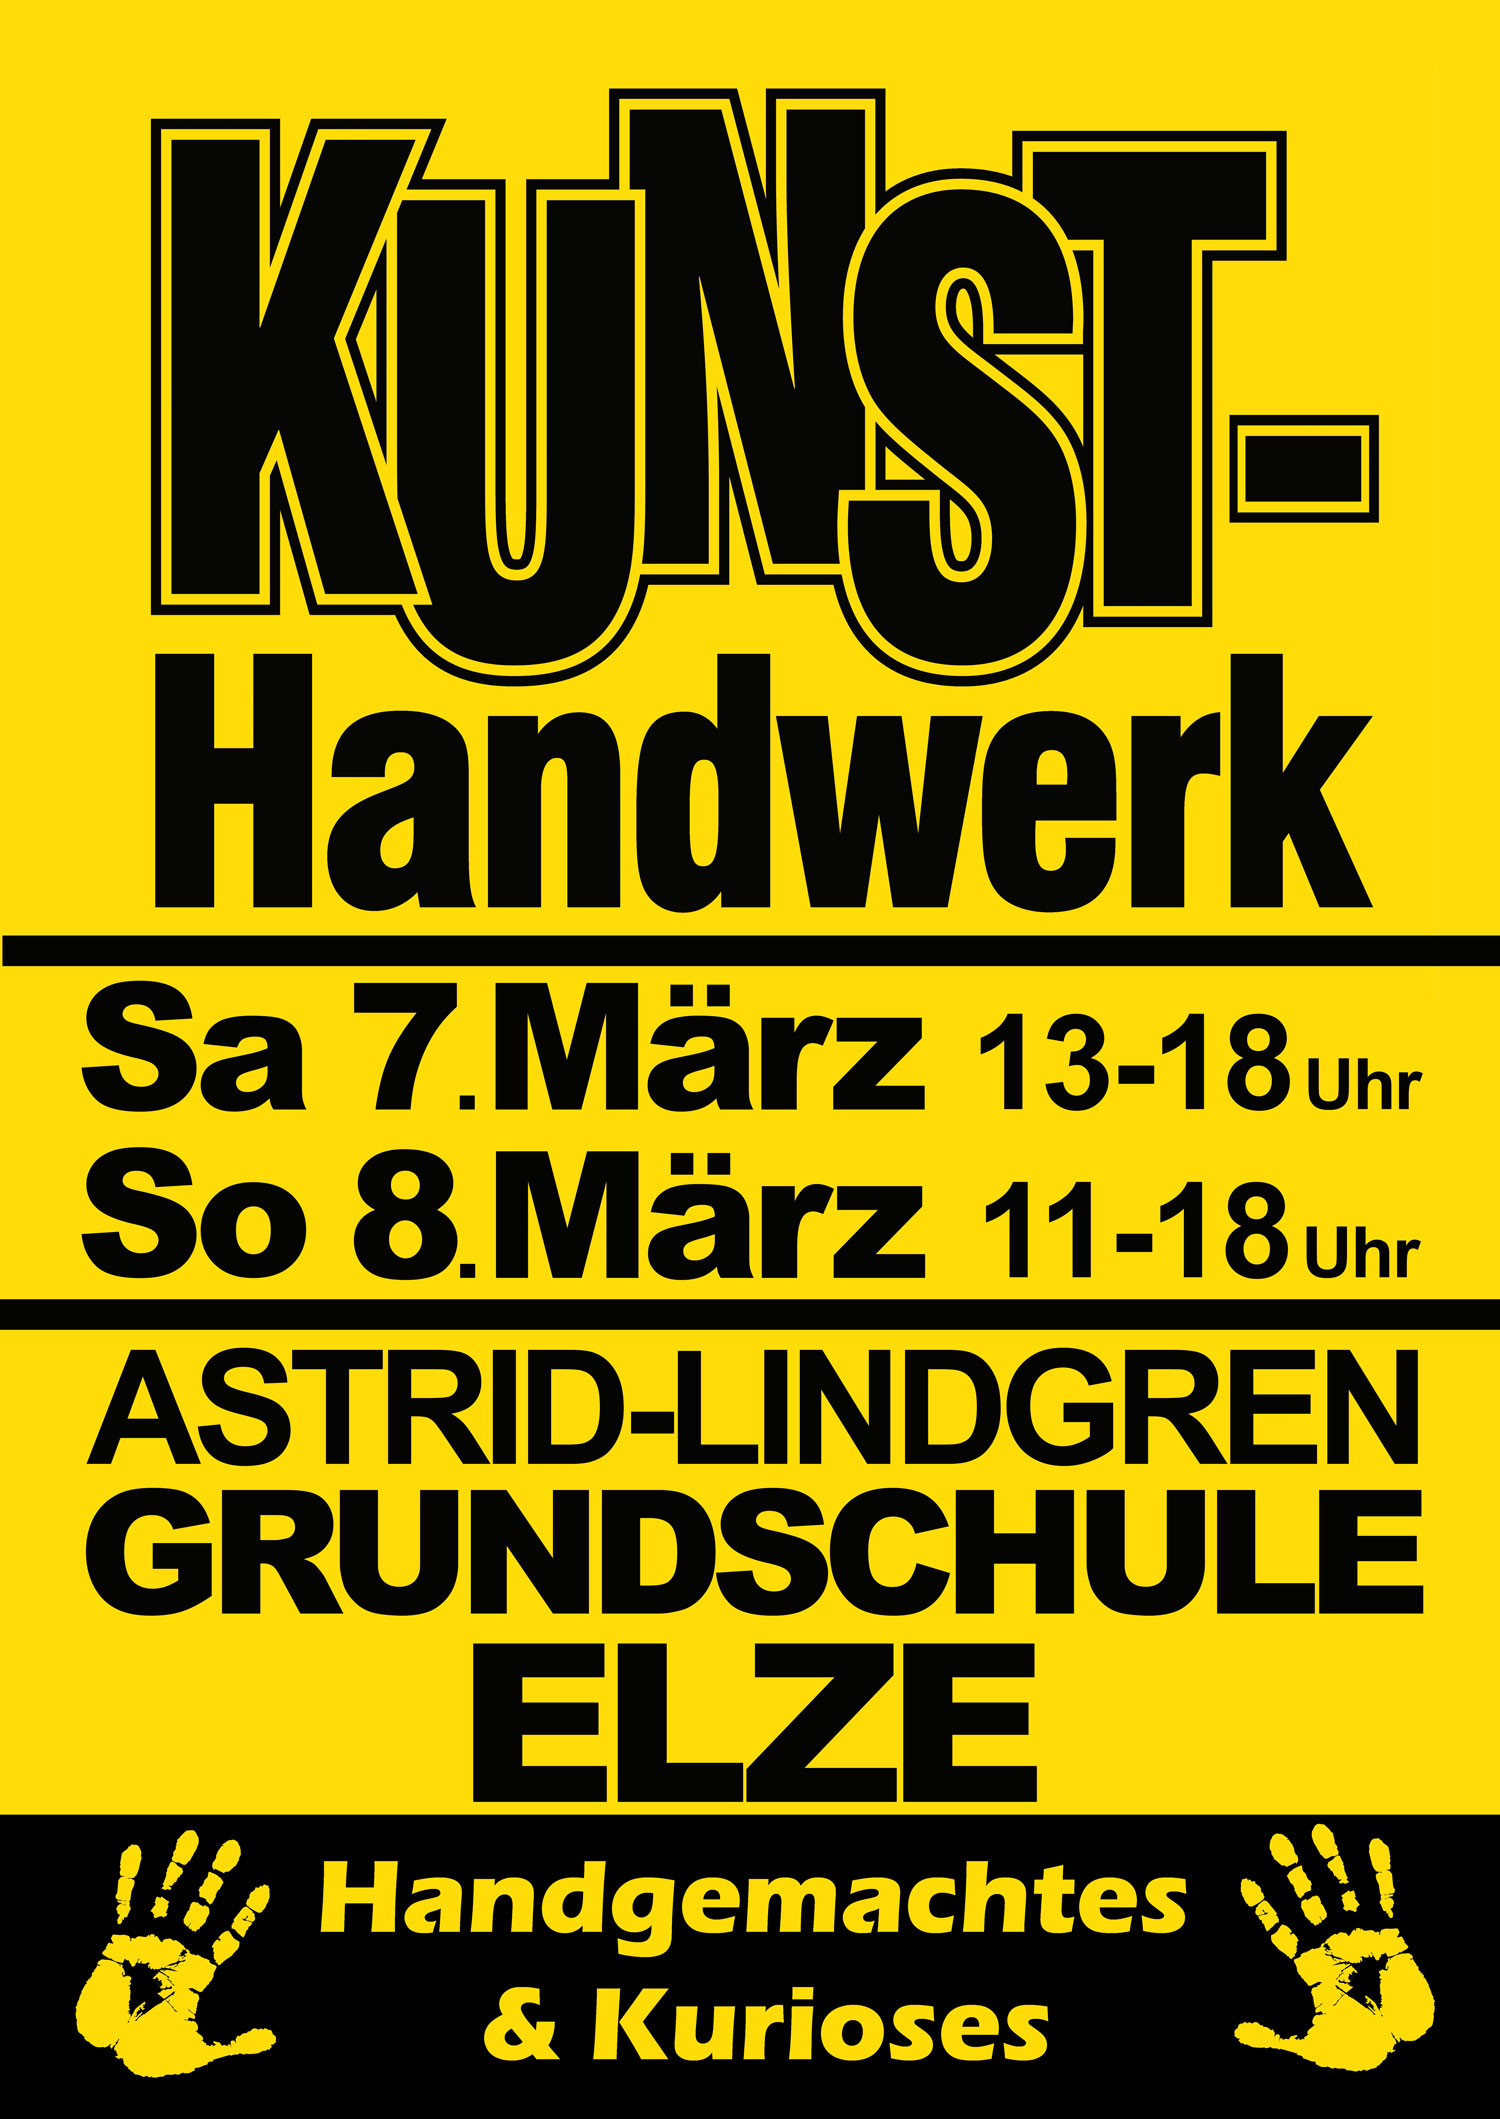 KUNST-
Handwerk
Sa 7.März 13-18 Uhr
So 8.März 11-18 Uhr
ASTRID-LINDGREN
GRUNDSCHULE
ELZE
Handgemachtes
& Kurioses